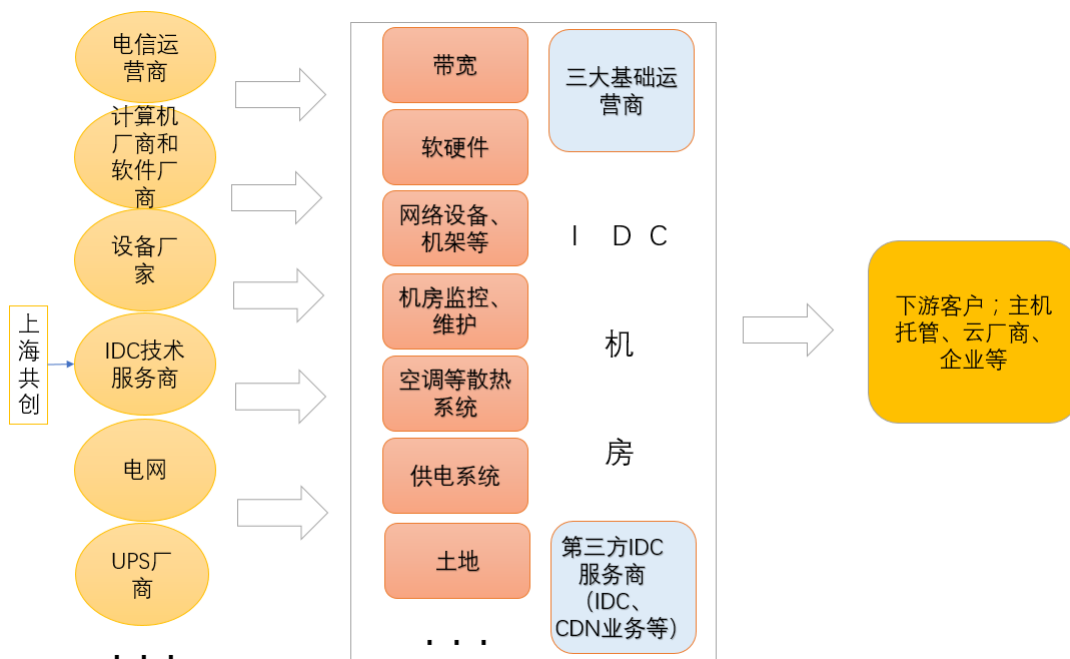 上
海
共
创
电信运
营商
计算机
厂商和
软件厂
商
设备厂
家
IDC技术
服务商
电网
UPS厂
商
...
带宽
软硬件
网络设备、
机架等
机房监控、
维护
空调等散热
系统
供电系统
土地
...
三大基础运
营商
I D C
机
房
第三方IDC
服务商
（IDC、
CDN业务等）
下游客户；主机
托管、云厂商、
企业等